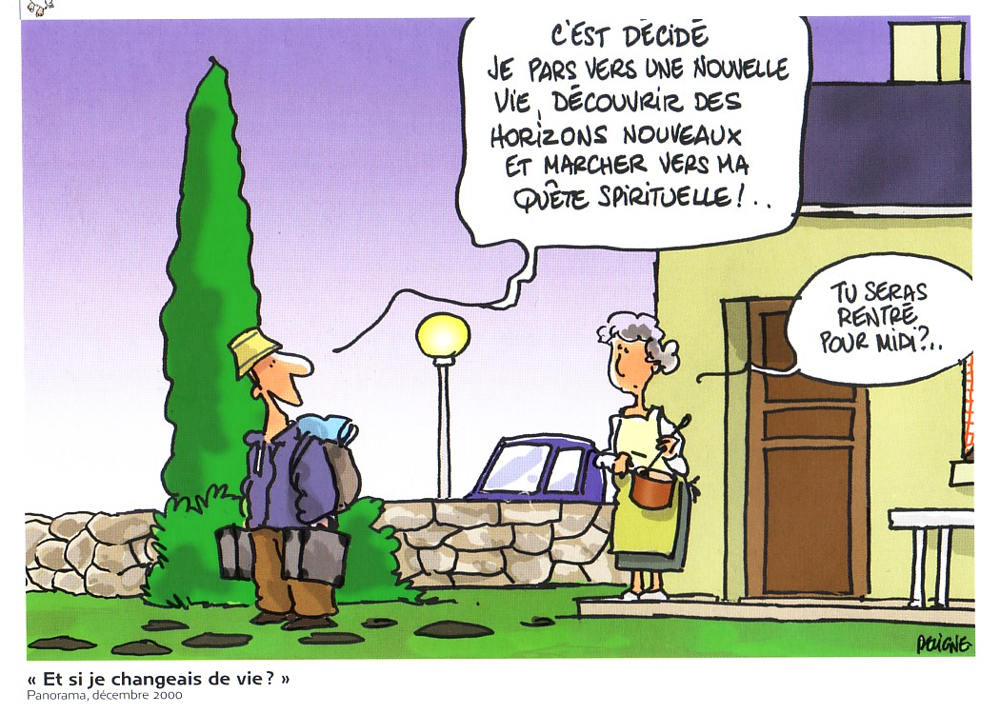 C'EST DÉCIDÉ
JE PARS VERS UNE NOUVELLE
VIE, DÉCOUVRIR DES
HORIZONS NOUVEAUX
ET MARCHER VERS MA
QUÊTE SPIRITUELLE!..
TU SERAS
RENTRÉ
POUR MIDI?..
DELIGNE
« Et si je changeais de vie ? »
Panorama, décembre 2000